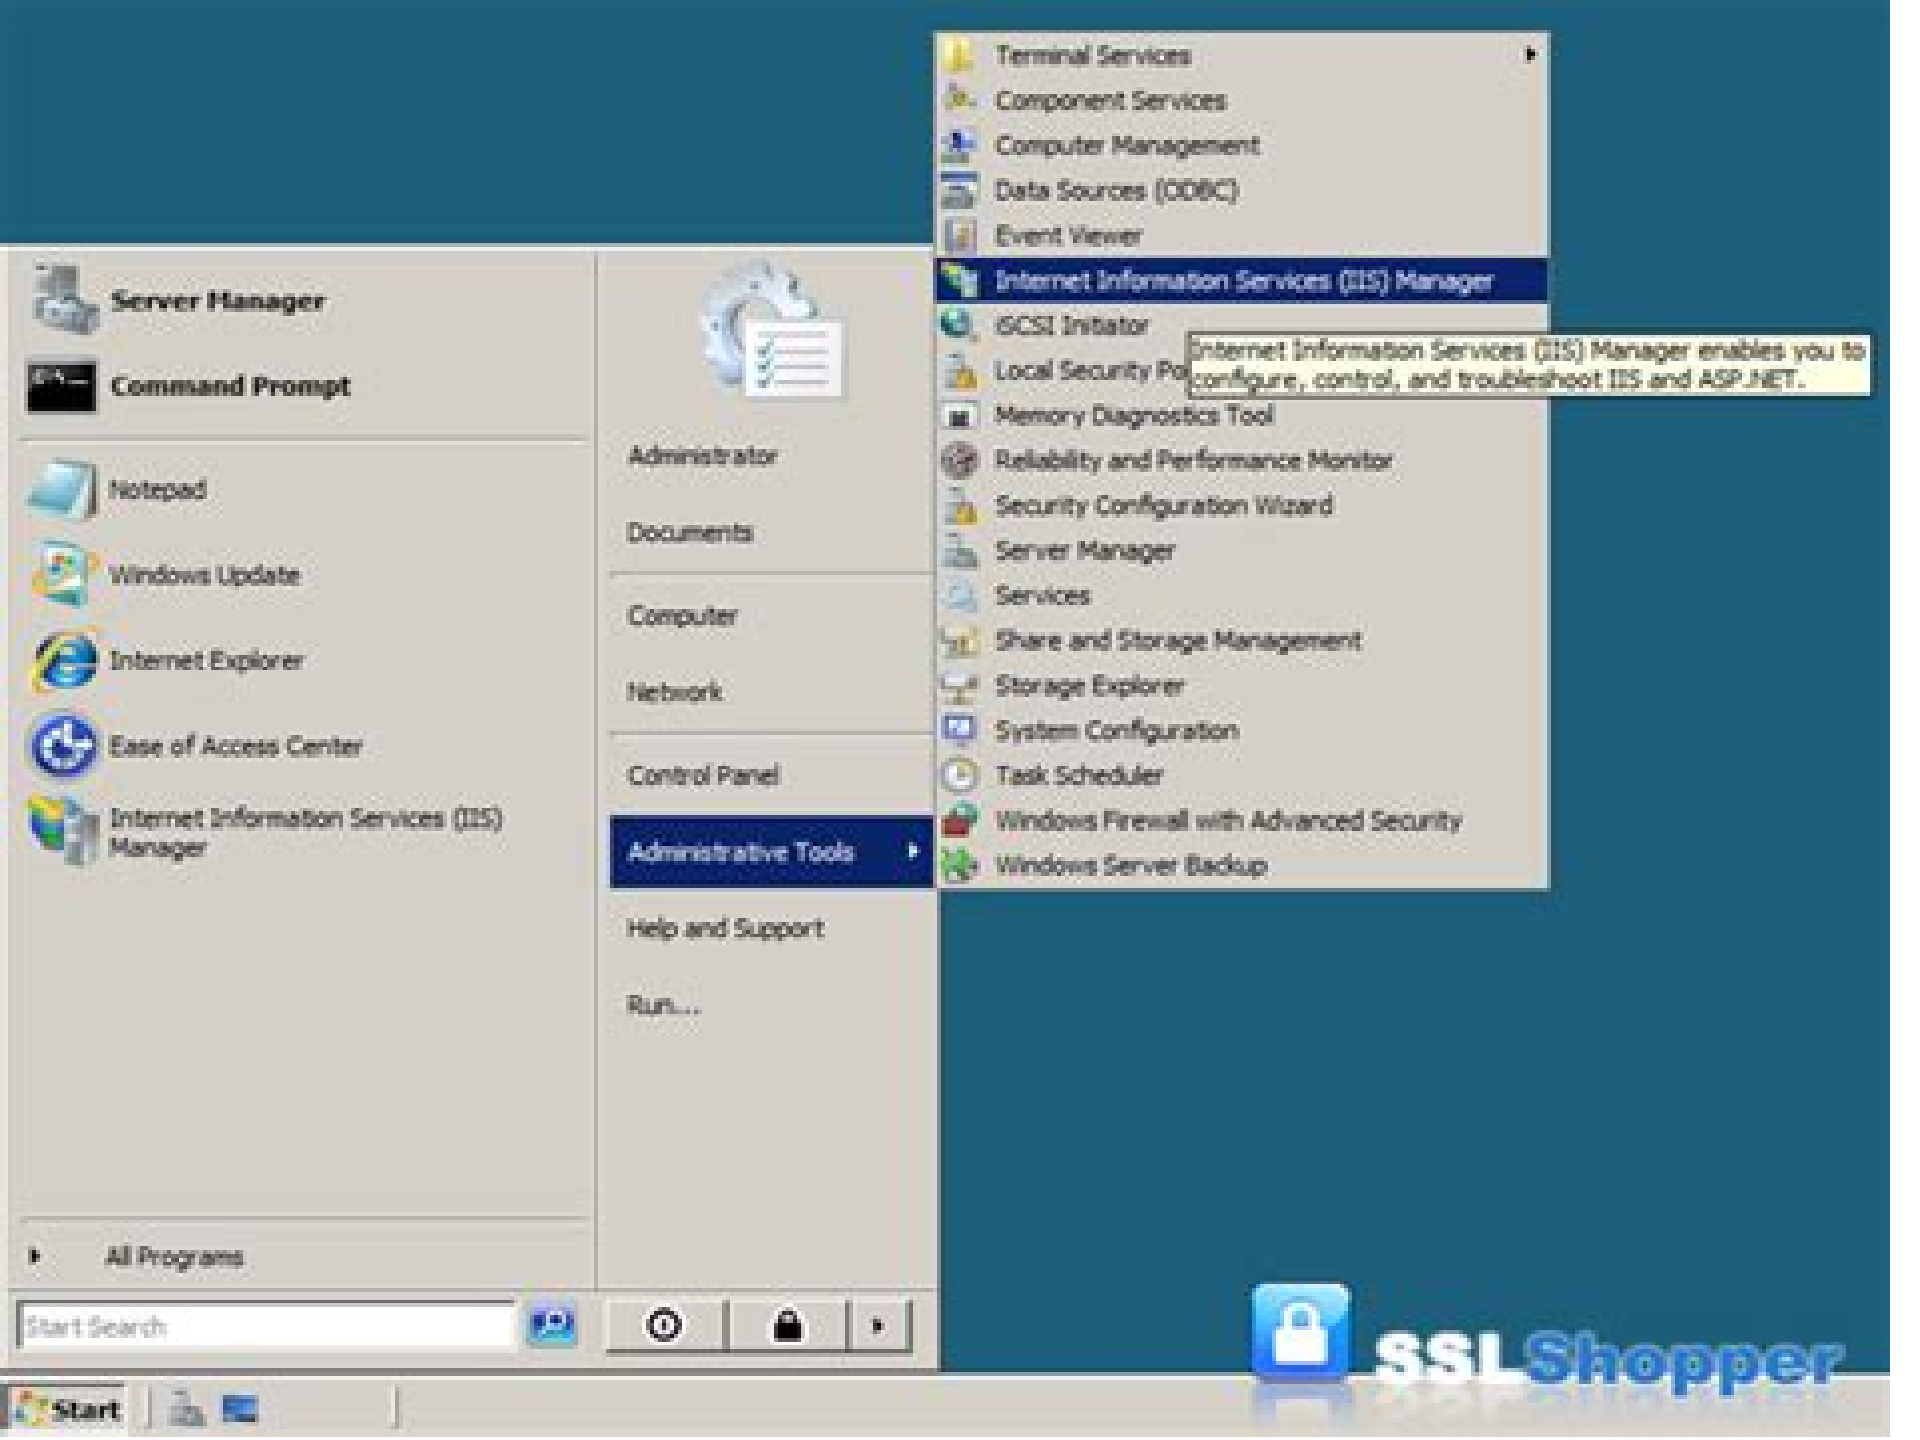 Terminal Services
Component Services
Computer Management
Data Sources (ODBC)
Event Viewer
Internet Information Services (IIS) Manager
iSCSI Initiator
Internet Information Services (IIS) Manager enables you to
configure, control, and troubleshoot IIS and ASP.NET.
Local Security Po
Memory Diagnostics Tool
Reliability and Performance Monitor
Security Configuration Wizard
Server Manager
Services
Share and Storage Management
Storage Explorer
System Configuration
Task Scheduler
Windows Firewall with Advanced Security
Windows Server Backup
Server Manager
Command Prompt
Notepad
Windows Update
Internet Explorer
Ease of Access Center
Internet Information Services (IIS)
Manager
All Programs
Start Search
Administrator
Documents
Computer
Network
Control Panel
Administrative Tools
Help and Support
Run...
Start
SSLShopper